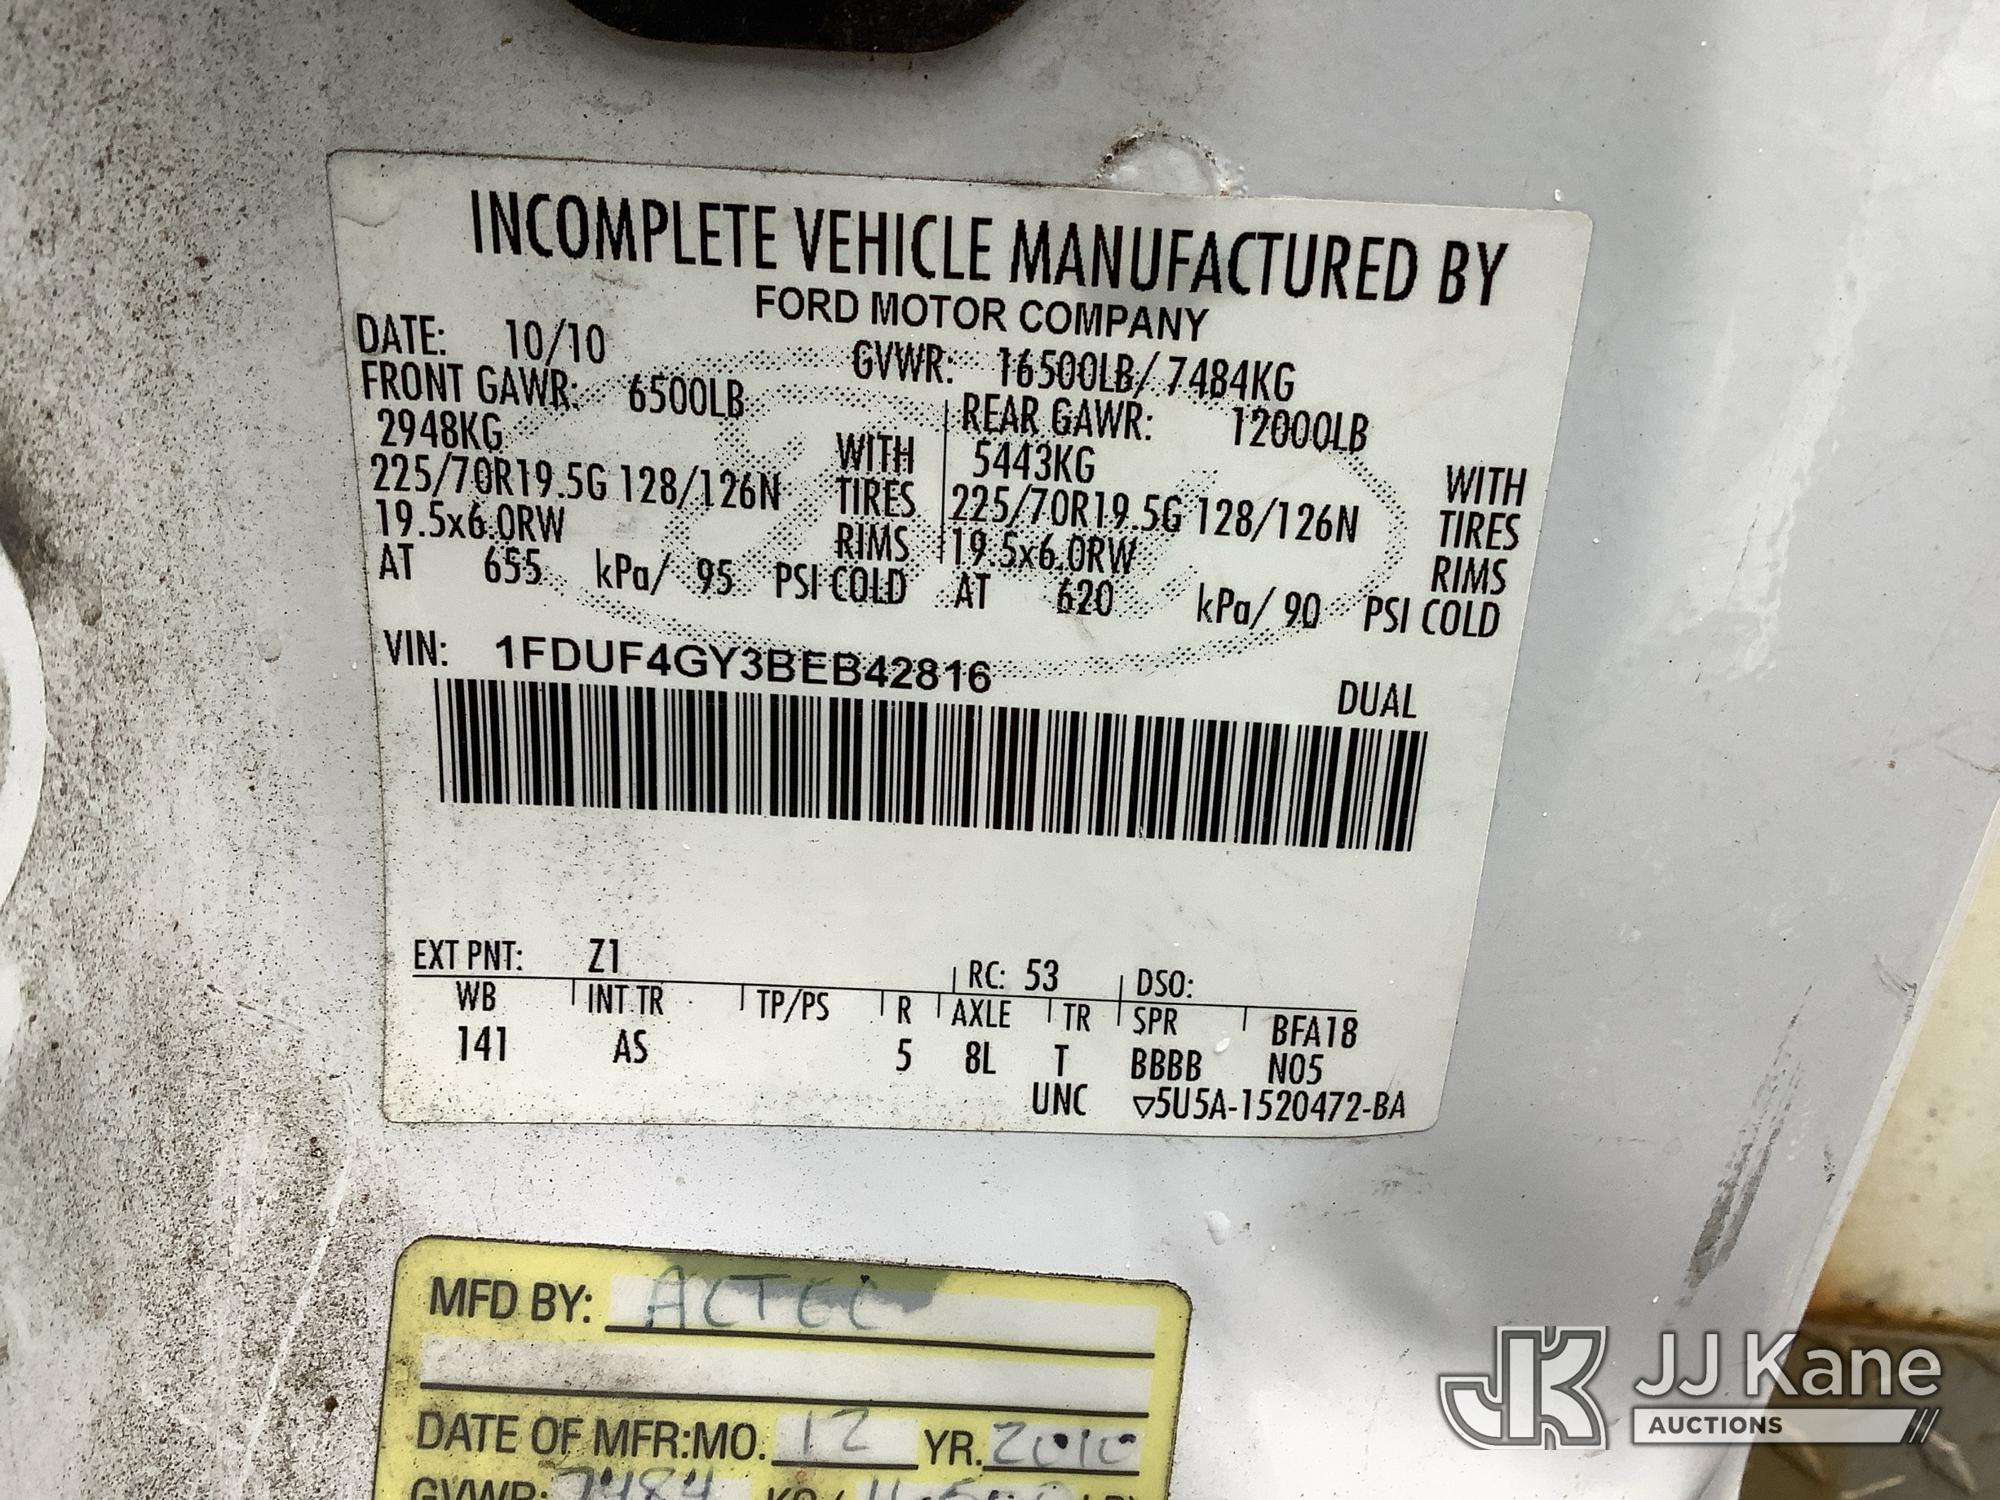 INCOMPLETE VEHICLE MANUFACTURED BY
FORD MOTOR COMPANY
DATE: 10/10 GVWR: 16500LB/ 7484KG
FRONT GAWR: 6500LB REAR GAWR: 12000LB
2948KG WITH 5443KG WITH
225/70R19.5G 128/126N TIRES 225/70R19.5G 128/126N TIRES
19.5x6.0RW RIMS 19.5x6.0RW RIMS
AT 655 kPa/ 95 PSI COLD AT 620 kPa/ 90 PSI COLD
VIN: 1FDUF4GY3BEB42816
DUAL
EXT PNT: Z1 RC: 53 DSO:
WB INT TR TP/PS R AXLE TR SPR BFA18
141 AS 5 8L T BBBB N05
UNC ▽5U5A-1520472-BA
MFD BY: ALTEC
DATE OF MFR:MO. 12 YR. 2010
GVWR: 7484 KG/
JJ Kane
AUCTIONS